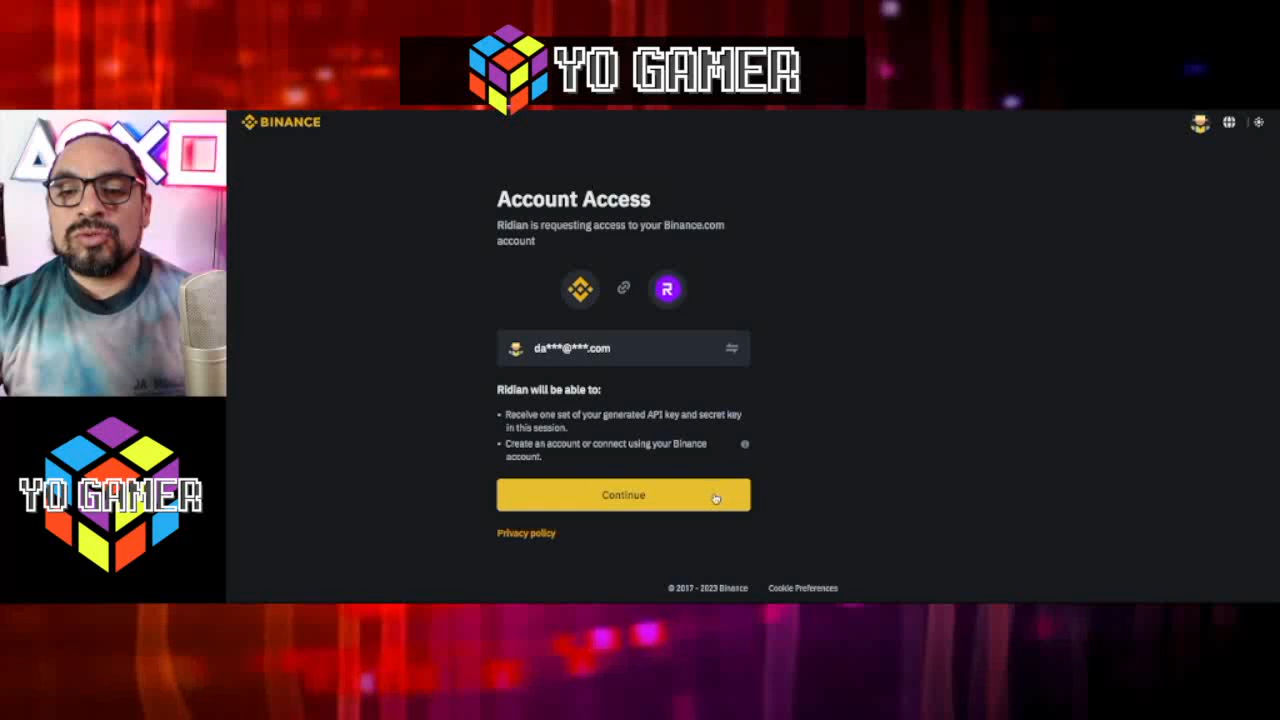 YO GAMER
BINANCE
Account Access
Ridian is requesting access to your Binance.com
account
da***@***.com
Ridian will be able to:
• Receive one set of your generated API key and secret key
in this session.
• Create an account or connect using your Binance
account.
Continue
YO GAMER
Privacy policy
© 2017 - 2023 Binance
Cookie Preferences